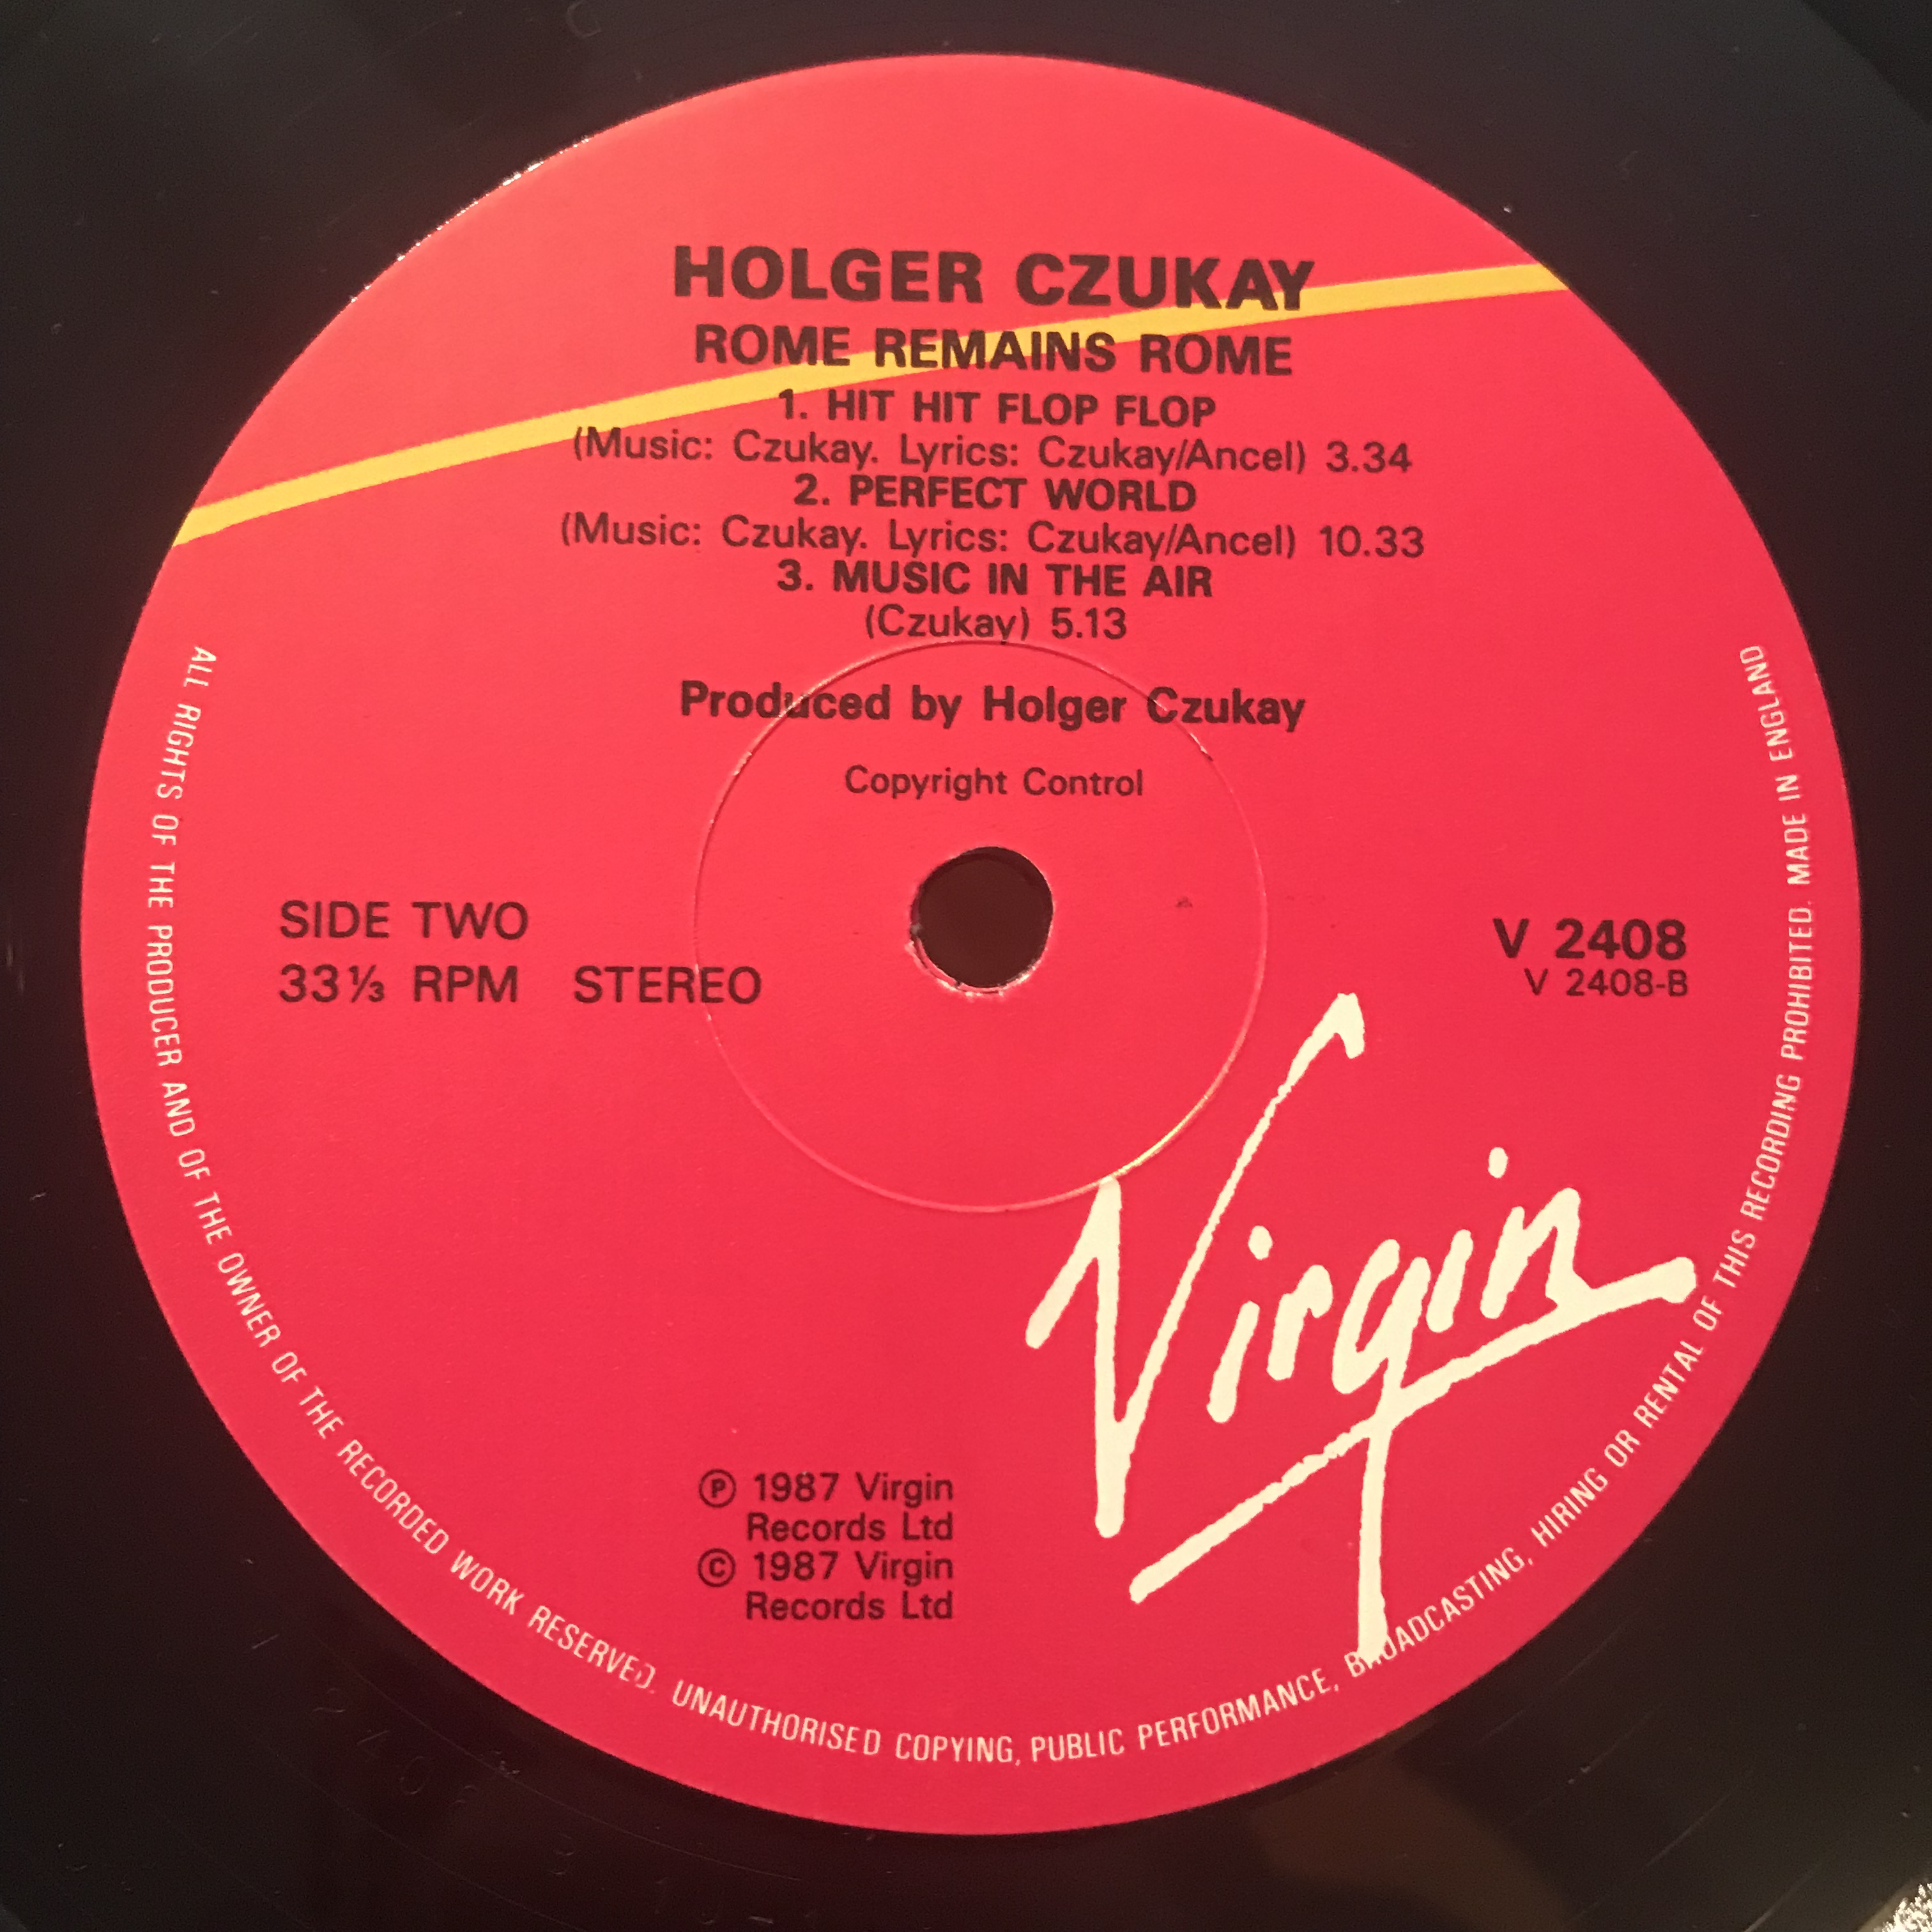 HOLGER CZUKAY
ROME REMAINS ROME
1. HIT HIT FLOP FLOP
(Music: Czukay. Lyrics: Czukay/Ancel) 3.34
2. PERFECT WORLD
(Music: Czukay. Lyrics: Czukay/Ancel) 10.33
3. MUSIC IN THE AIR
(Czukay) 5.13
Produced by Holger Czukay
Copyright Control
SIDE TWO
33⅓ RPM STEREO
V 2408
V 2408-B
Virgin
Ⓟ 1987 Virgin
Records Ltd
© 1987 Virgin
Records Ltd
ALL RIGHTS OF THE PRODUCER AND OF THE OWNER OF THE RECORDED WORK RESERVED. UNAUTHORISED COPYING, PUBLIC PERFORMANCE, BROADCASTING, HIRING OR RENTAL OF THIS RECORDING PROHIBITED. MADE IN ENGLAND